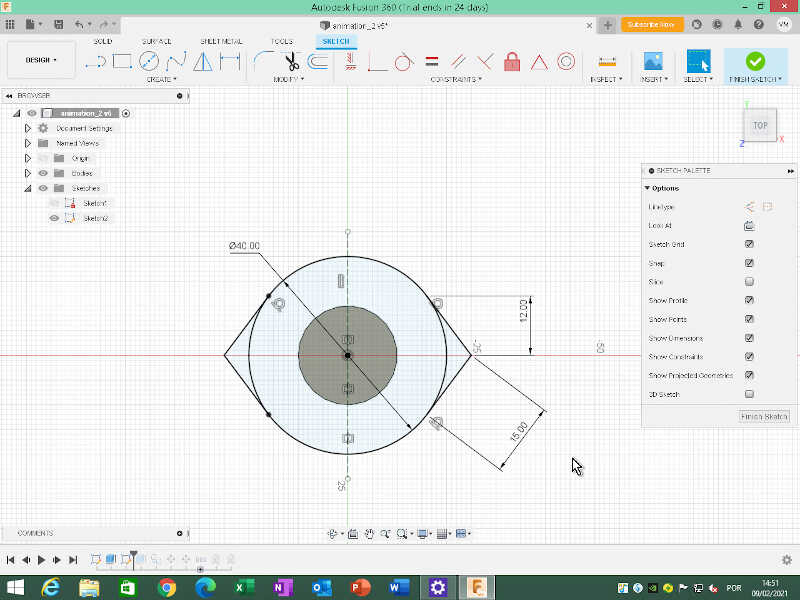 Autodesk Fusion 360 (Trial ends in 24 days)
animation_2 v6*
Subscribe Now
VM
DESIGN
SOLID
SURFACE
SHEET METAL
TOOLS
SKETCH
CREATE
MODIFY
CONSTRAINTS
INSPECT
INSERT
SELECT
FINISH SKETCH
BROWSER
animation_2 v6
Document Settings
Named Views
Origin
Bodies
Sketches
Sketch1
Sketch2
TOP
X
Y
Z
SKETCH PALETTE
Options
Linetype
Look At
Sketch Grid
Snap
Slice
Show Profile
Show Points
Show Dimensions
Show Constraints
Show Projected Geometries
3D Sketch
Finish Sketch
Ø40.00
12.00
25
50
15.00
25
COMMENTS
POR
14:51
09/02/2021